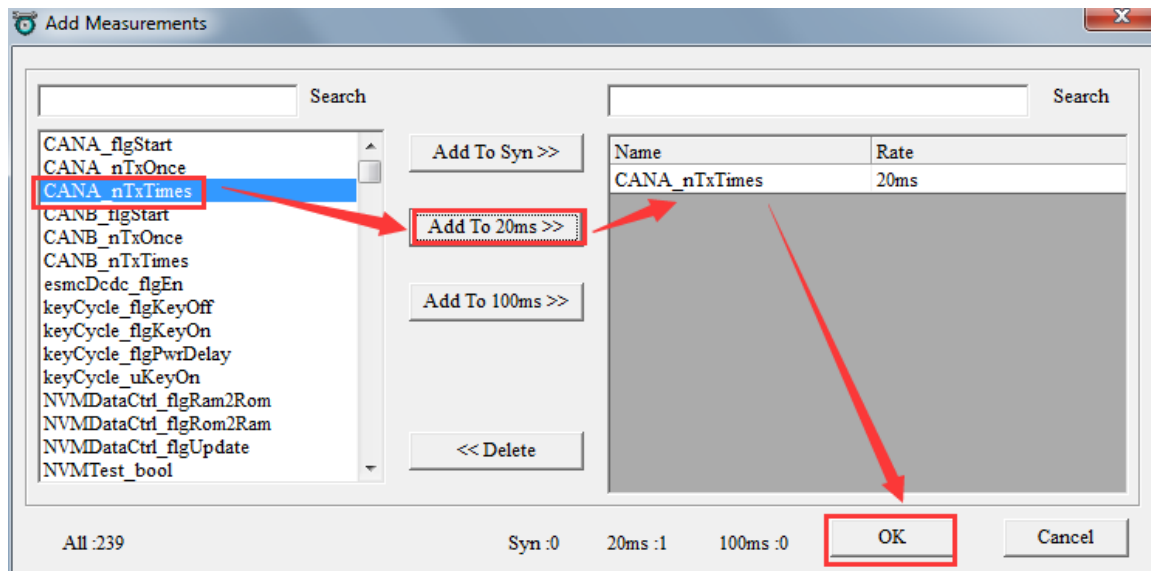 Add Measurements
x
Search
Search
CANA_flgStart
CANA_nTxOnce
CANA_nTxTimes
CANB_flgStart
CANB_nTxOnce
CANB_nTxTimes
esmcDcdc_flgEn
keyCycle_flgKeyOff
keyCycle_flgKeyOn
keyCycle_flgPwrDelay
keyCycle_uKeyOn
NVMDataCtrl_flgRam2Rom
NVMDataCtrl_flgRom2Ram
NVMDataCtrl_flgUpdate
NVMTest_bool
Add To Syn >>
Add To 20ms >>
Add To 100ms >>
<< Delete
Name Rate
CANA_nTxTimes 20ms
All :239 Syn :0 20ms :1 100ms :0 OK Cancel